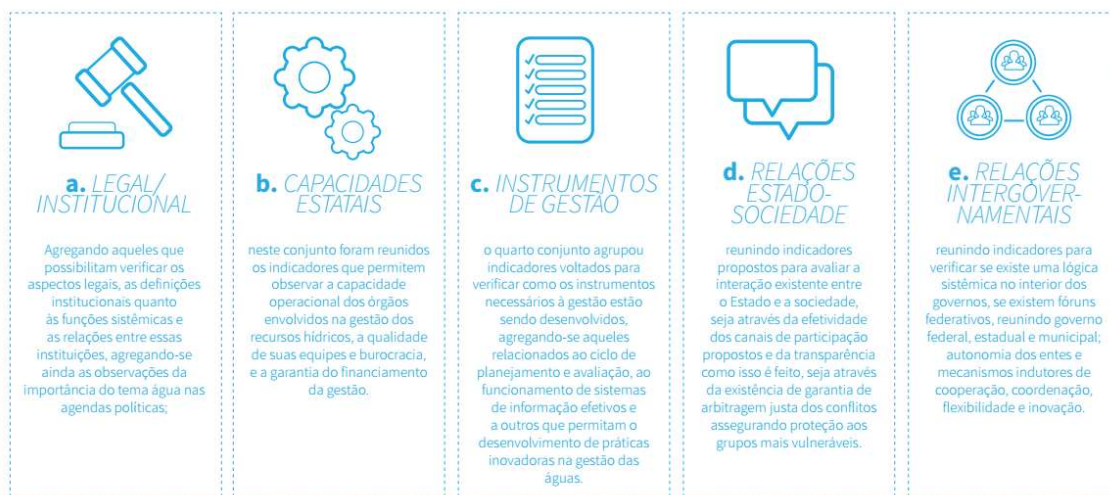 a. LEGAL/
INSTITUCIONAL
Agregando aqueles que
possibilitam verificar os
aspectos legais, as definições
institucionais quanto
às funções sistêmicas e
as relações entre essas
instituições, agregando-se
ainda as observações da
importância do tema água nas
agendas políticas;
b. CAPACIDADES
ESTATAIS
neste conjunto foram reunidos
os indicadores que permitem
observar a capacidade
operacional dos órgãos
envolvidos na gestão dos
recursos hídricos, a qualidade
de suas equipes e burocracia,
e a garantia do financiamento
da gestão.
c. INSTRUMENTOS
DE GESTÃO
o quarto conjunto agrupou
indicadores voltados para
verificar como os instrumentos
necessários à gestão estão
sendo desenvolvidos,
agregando-se aqueles
relacionados ao ciclo de
planejamento e avaliação, ao
funcionamento de sistemas
de informação efetivos e
a outros que permitam o
desenvolvimento de práticas
inovadoras na gestão das
águas.
d. RELAÇÕES
ESTADO-
SOCIEDADE
reunindo indicadores
propostos para avaliar a
interação existente entre
o Estado e a sociedade,
seja através da efetividade
dos canais de participação
propostos e da transparência
como isso é feito, seja através
da existência de garantia de
arbitragem justa dos conflitos
assegurando proteção aos
grupos mais vulneráveis.
e. RELAÇÕES
INTERGOVER-
NAMENTAIS
reunindo indicadores para
verificar se existe uma lógica
sistêmica no interior dos
governos, se existem fóruns
federativos, reunindo governo
federal, estadual e municipal;
autonomia dos entes e
mecanismos indutores de
cooperação, coordenação,
flexibilidade e inovação.